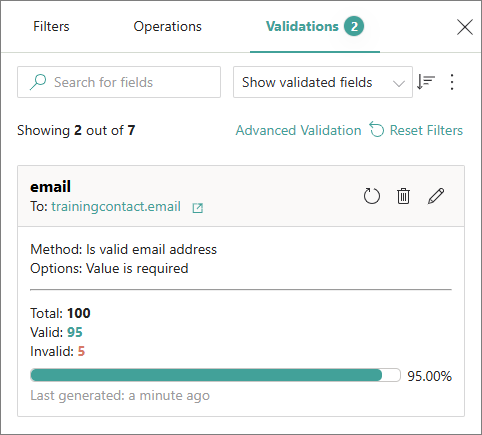 Filters Operations Validations 2
Search for fields Show validated fields
Showing 2 out of 7 Advanced Validation Reset Filters
email
To: trainingcontact.email
Method: Is valid email address
Options: Value is required
Total: 100
Valid: 95
Invalid: 5
95.00%
Last generated: a minute ago